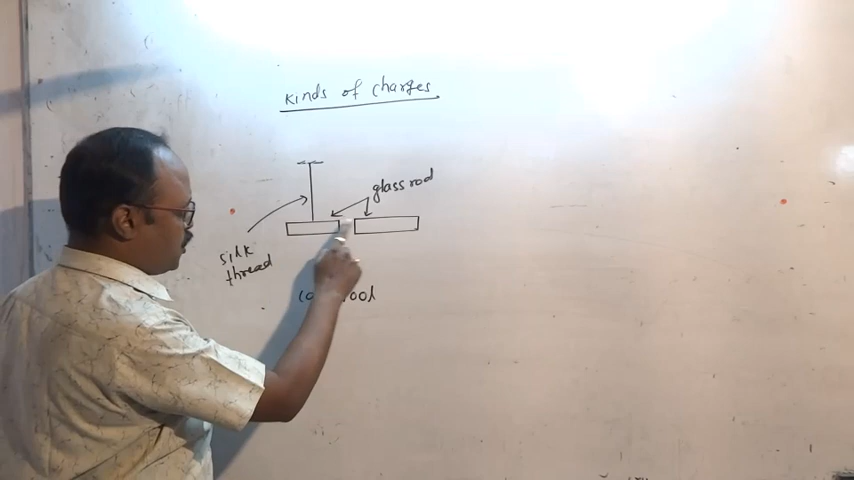 kinds of charges
glass rod
silk
thread